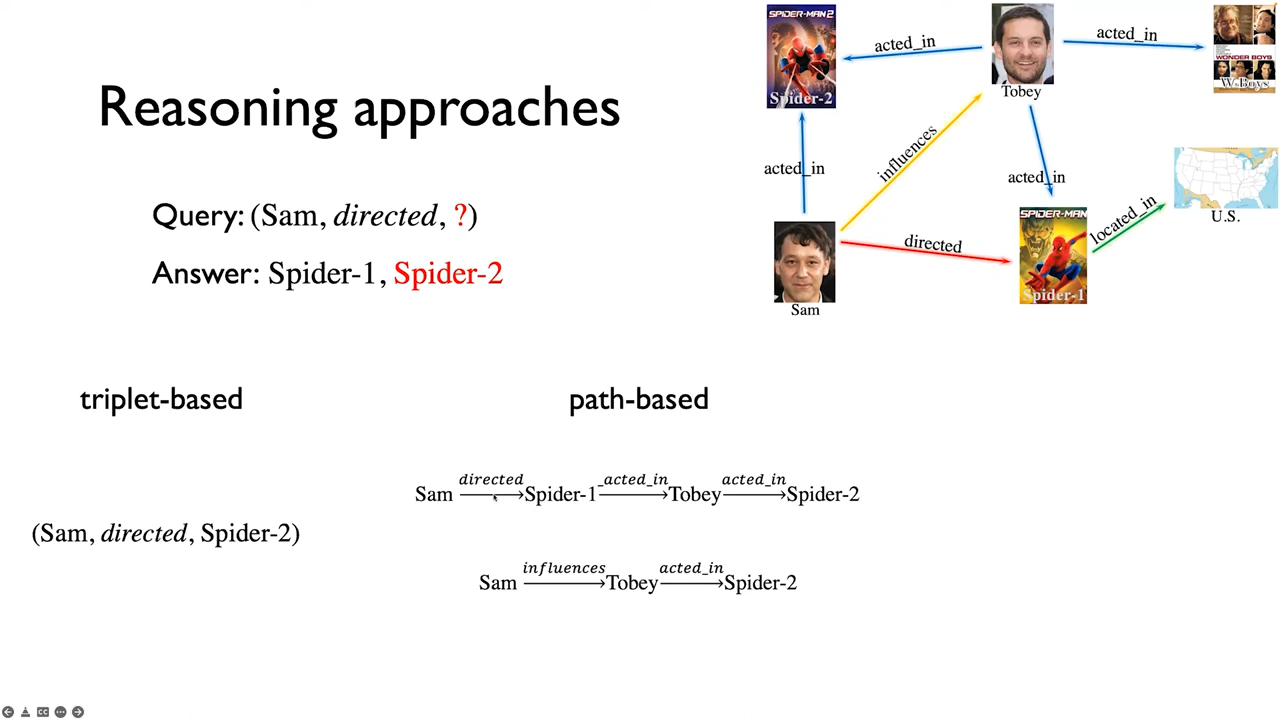 Reasoning approaches
Query: (Sam, directed, ?)
Answer: Spider-1, Spider-2
SPIDER-MAN 2
Spider-2
acted_in
Tobey
acted_in
WONDER BOYS
W-Boys
acted_in
influences
acted_in
located_in
U.S.
Sam
directed
SPIDER-MAN
Spider-1
triplet-based
(Sam, directed, Spider-2)
path-based
Sam directed Spider-1 _acted_in Tobey acted_in Spider-2
Sam influences Tobey acted_in Spider-2
CC